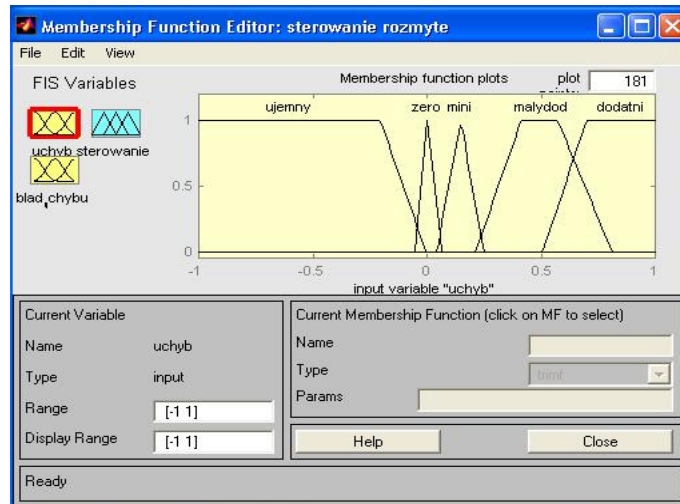 Membership Function Editor: sterowanie rozmyte
File Edit View
FIS Variables
uchyb sterowanie
blad chybu
Membership function plots
plot
181
ujemny zero mini malydod dodatni
1
0.5
0
-1 -0.5 0 0.5 1
input variable "uchyb"
Current Variable
Name uchyb
Type input
Range [-1 1]
Display Range [-1 1]
Current Membership Function (click on MF to select)
Name
Type trimf
Params
Help Close
Ready